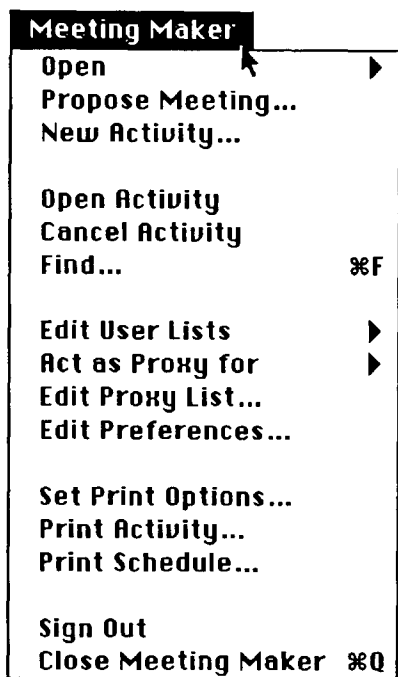 Meeting Maker
Open ▶
Propose Meeting...
New Activity...
Open Activity
Cancel Activity
Find... ⌘F
Edit User Lists ▶
Act as Proxy for ▶
Edit Proxy List...
Edit Preferences...
Set Print Options...
Print Activity...
Print Schedule...
Sign Out
Close Meeting Maker ⌘Q